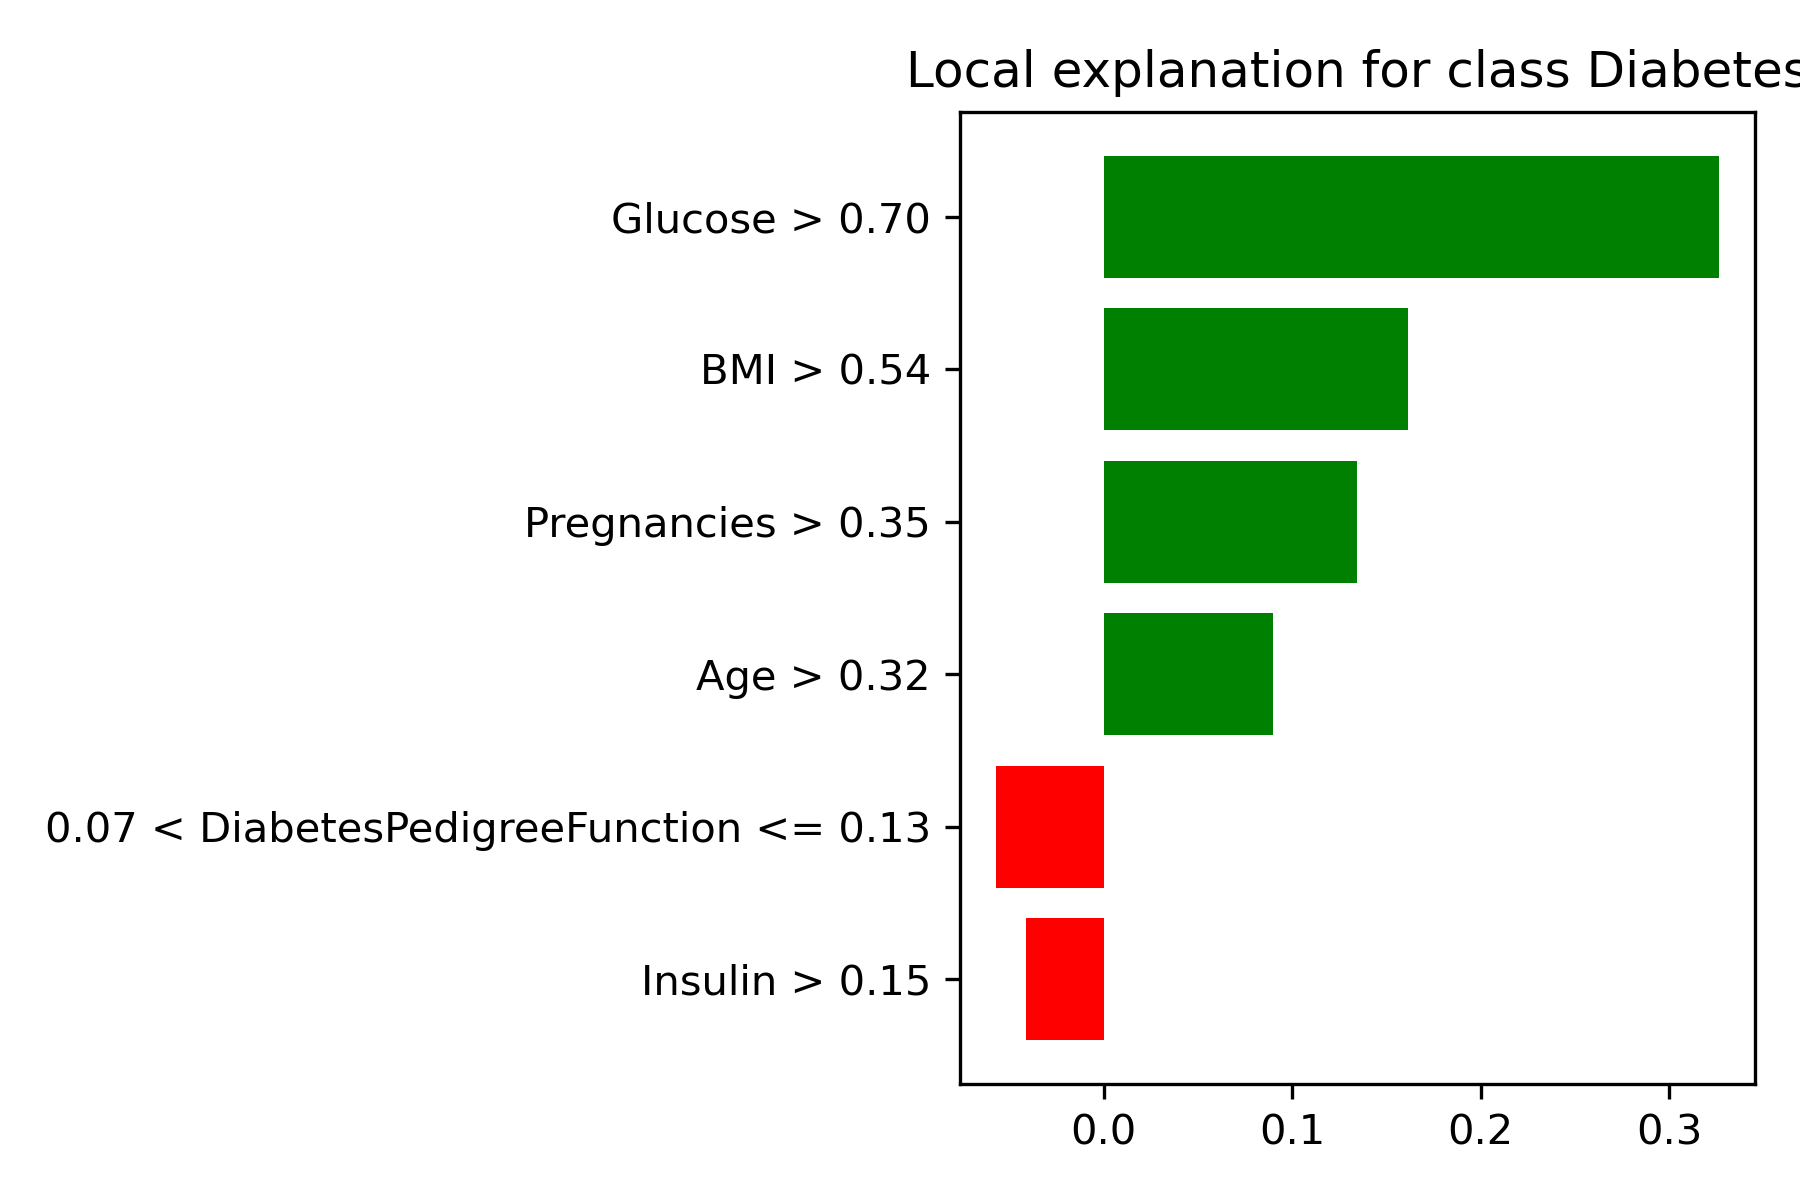 Local explanation for class Diabetes
Glucose > 0.70
BMI > 0.54
Pregnancies > 0.35
Age > 0.32
0.07 < DiabetesPedigreeFunction <= 0.13
Insulin > 0.15
0.0 0.1 0.2 0.3